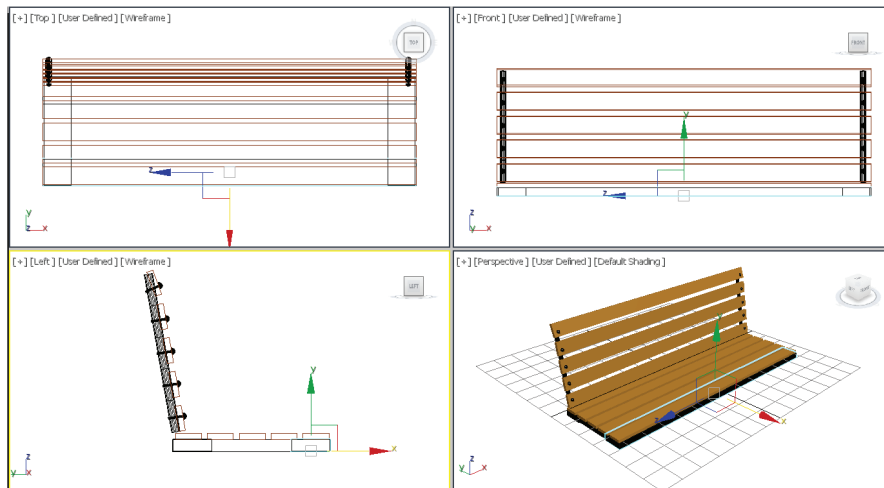 [+] [Top] [User Defined] [Wireframe]
TOP
z
y
z x
[+] [Front] [User Defined] [Wireframe]
FRONT
y
z
z
y x
[+] [Left] [User Defined] [Wireframe]
LEFT
y
x
z
y x
[+] [Perspective] [User Defined] [Default Shading]
y
z
x
z
y x